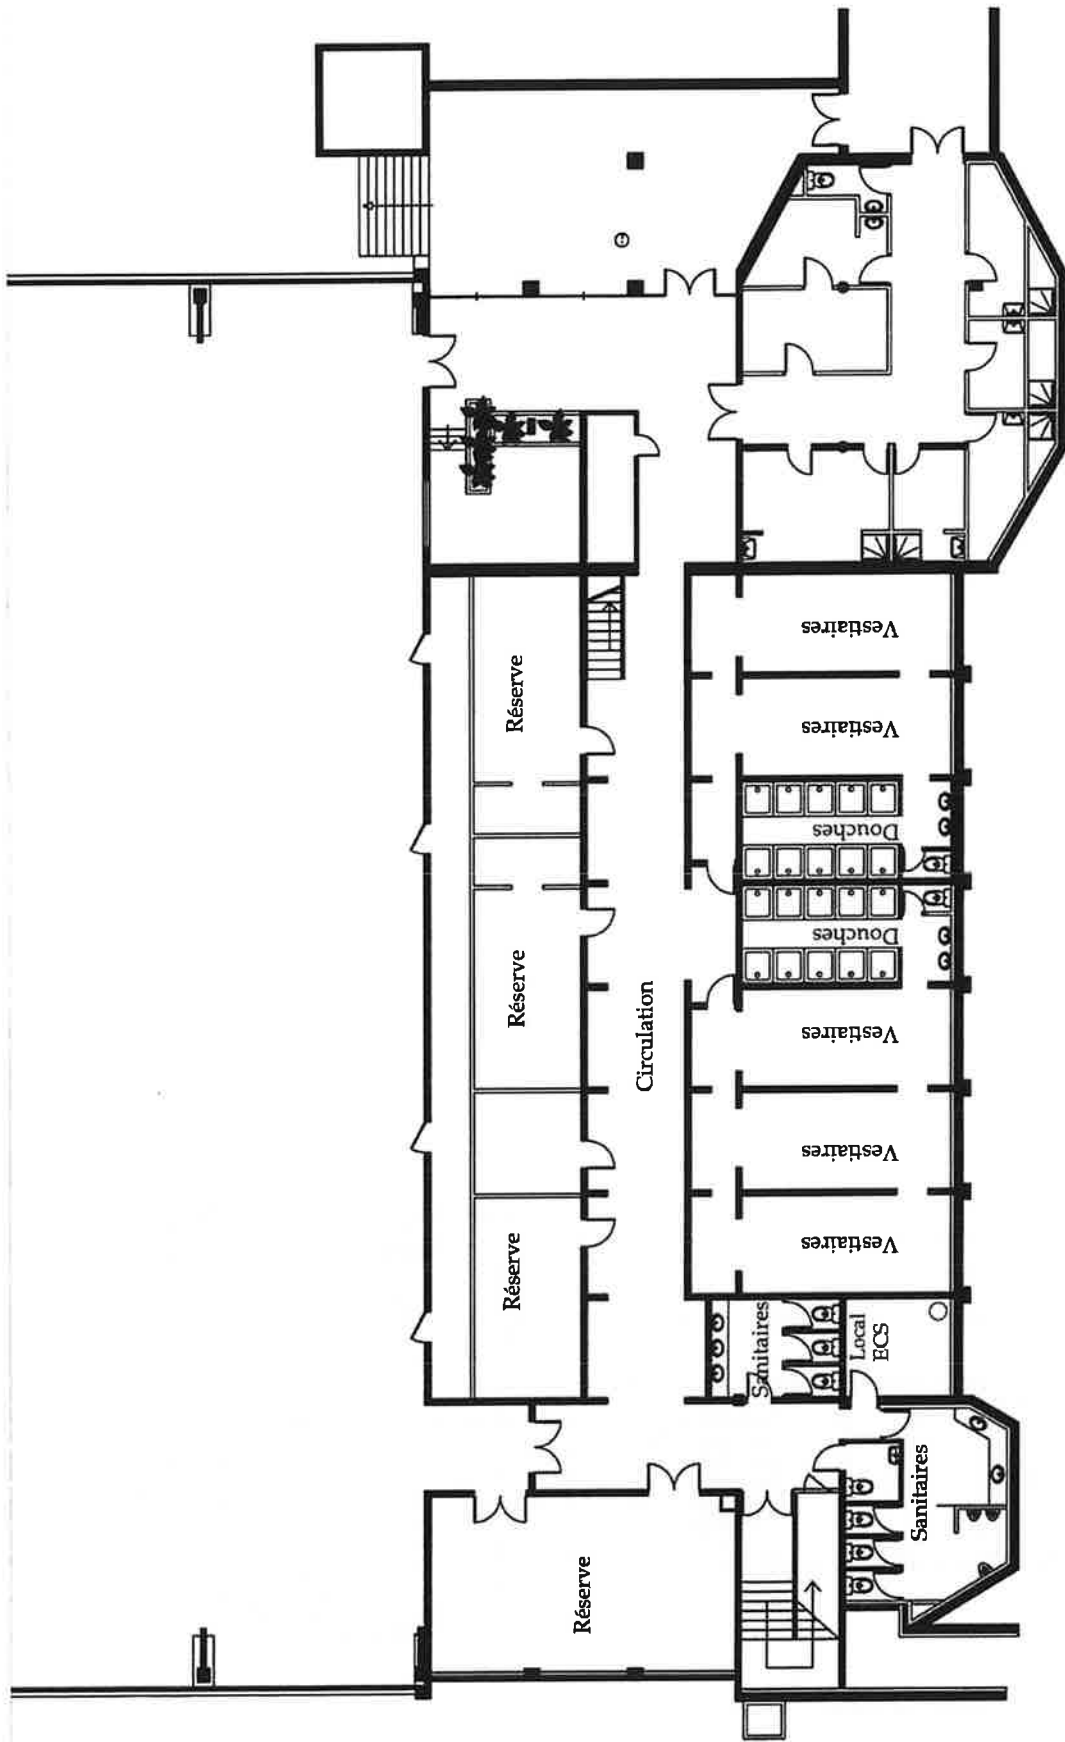 Réserve
Réserve
Réserve
Réserve
Circulation
Vestiaires
Vestiaires
Douches
Douches
Vestiaires
Vestiaires
Vestiaires
Sanitaires
Local
ECS
Sanitaires